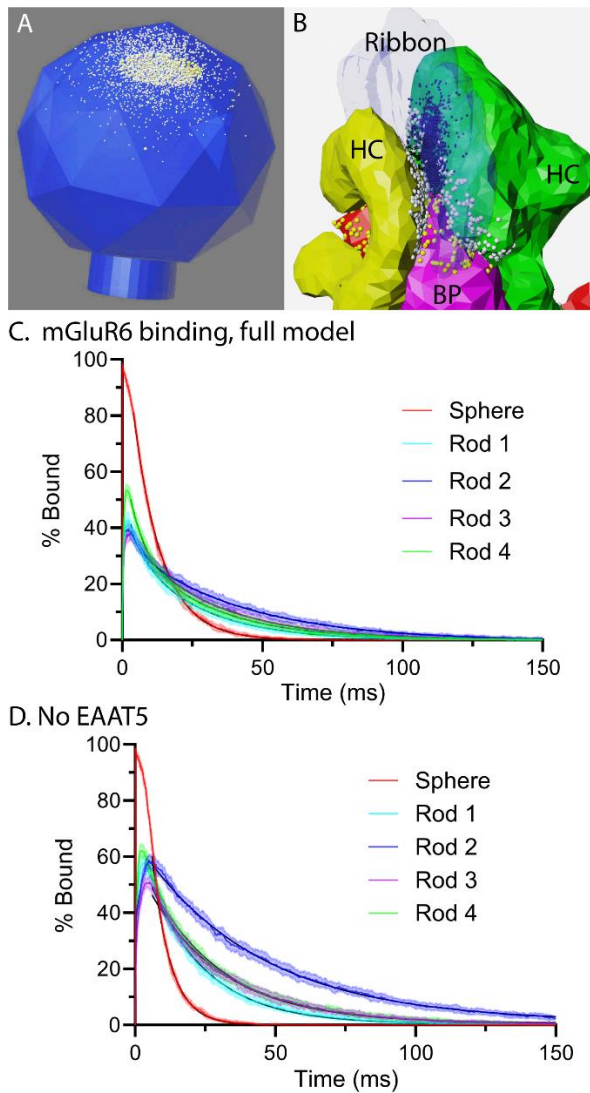 A
B
Ribbon
HC
HC
BP
C. mGluR6 binding, full model
100
80
60
40
20
0
% Bound
Sphere
Rod 1
Rod 2
Rod 3
Rod 4
0
50
100
150
Time (ms)
D. No EAAT5
100
80
60
40
20
0
% Bound
Sphere
Rod 1
Rod 2
Rod 3
Rod 4
0
50
100
150
Time (ms)